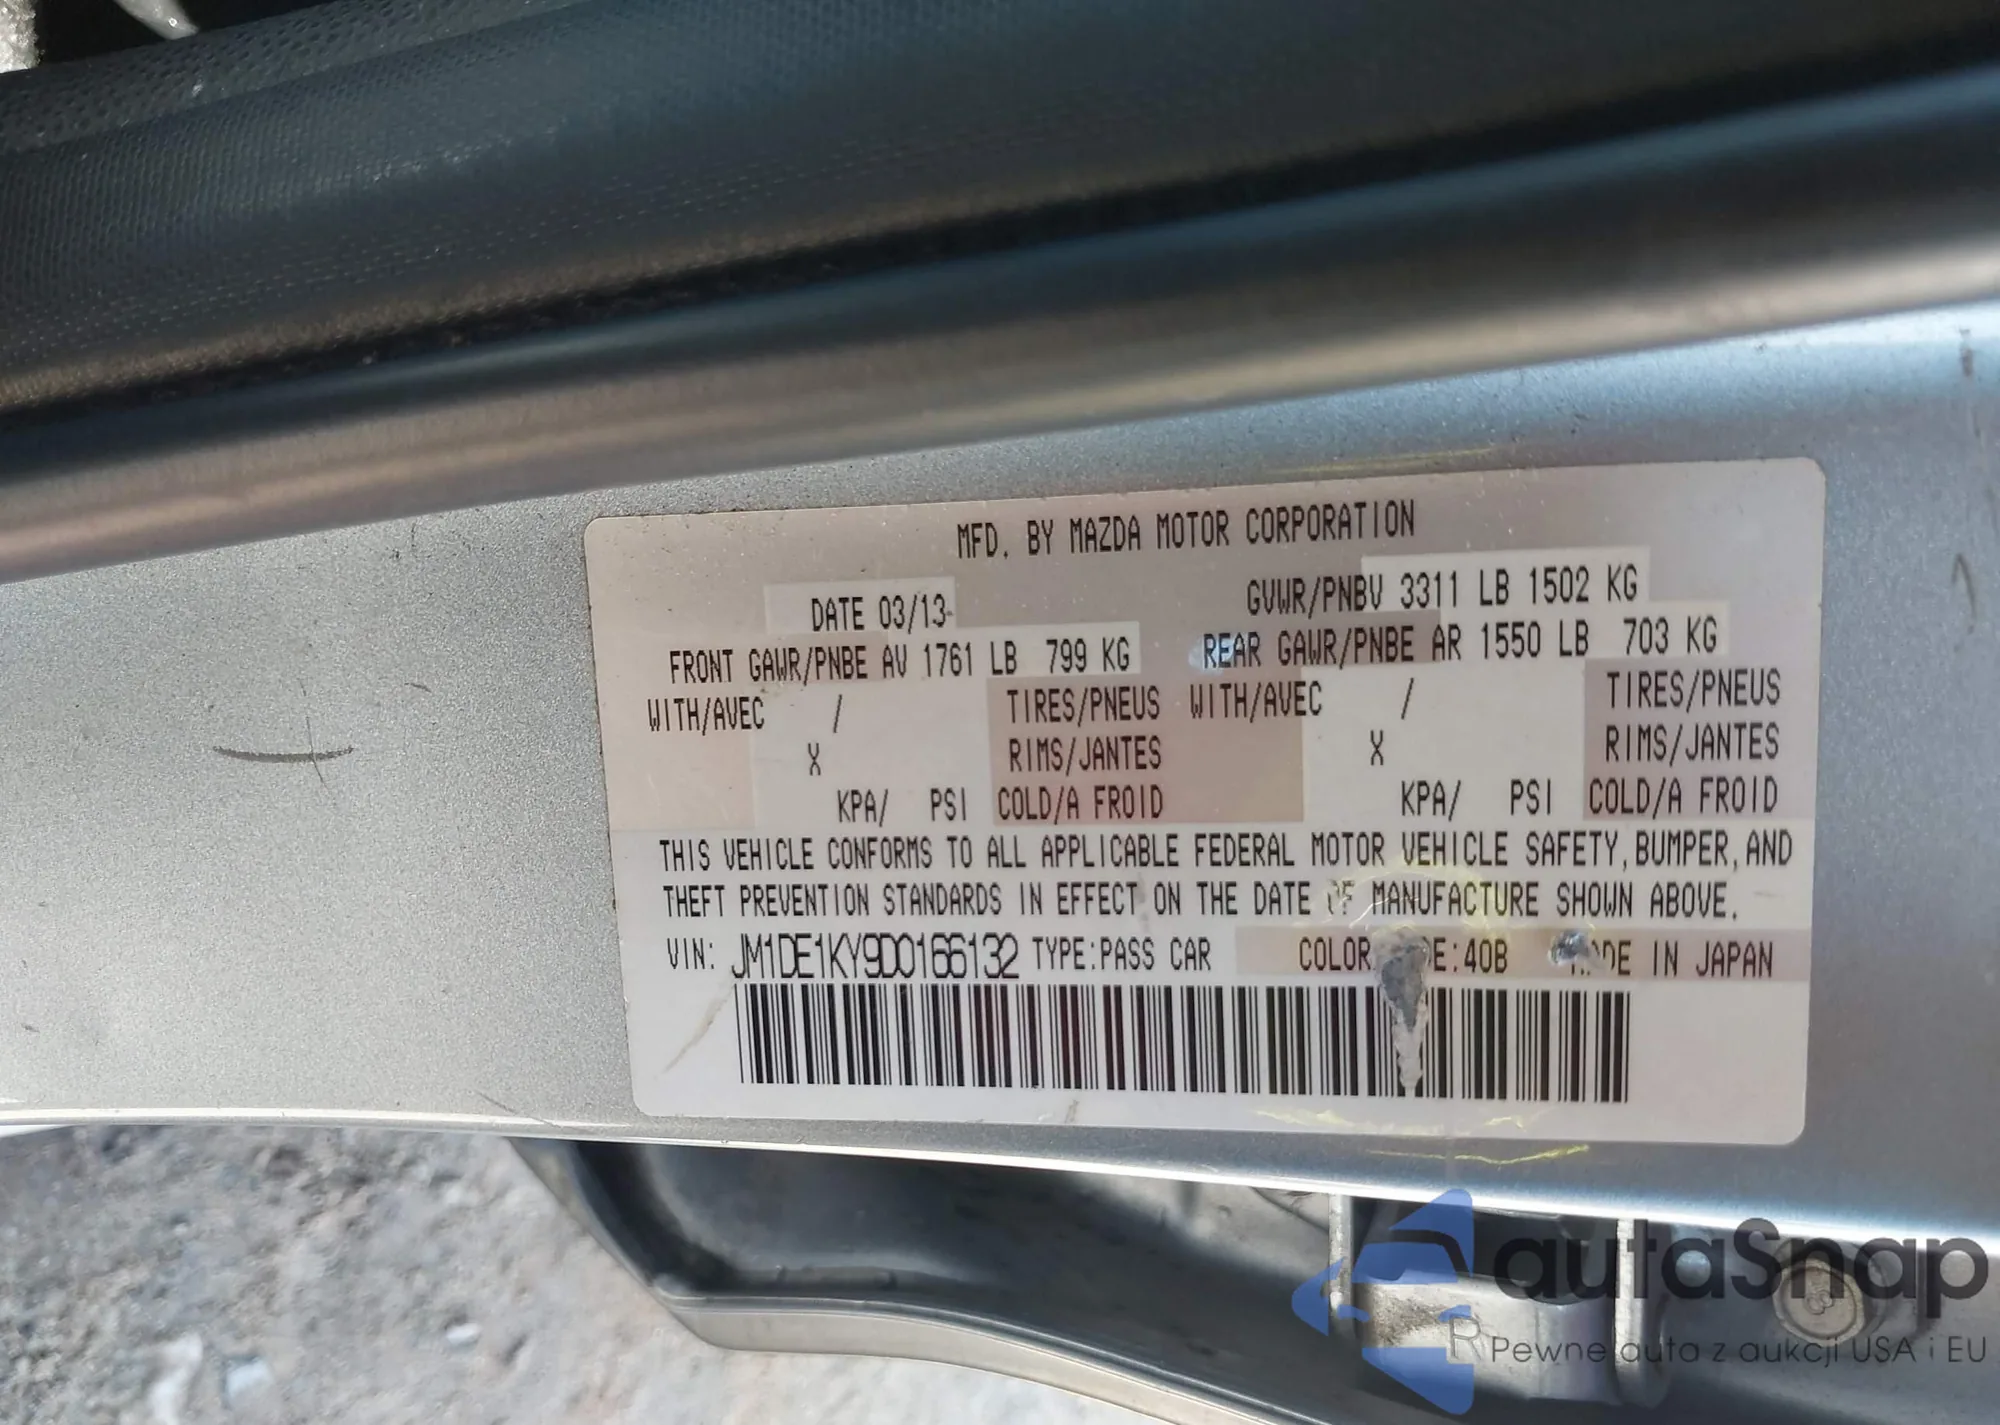 MFD. BY MAZDA MOTOR CORPORATION
DATE 03/13 GVWR/PNBV 3311 LB 1502 KG
FRONT GAWR/PNBE AV 1761 LB 799 KG REAR GAWR/PNBE AR 1550 LB 703 KG
WITH/AVEC / TIRES/PNEUS WITH/AVEC / TIRES/PNEUS
X RIMS/JANTES X RIMS/JANTES
KPA/ PSI COLD/A FROID KPA/ PSI COLD/A FROID
THIS VEHICLE CONFORMS TO ALL APPLICABLE FEDERAL MOTOR VEHICLE SAFETY, BUMPER, AND
THEFT PREVENTION STANDARDS IN EFFECT ON THE DATE OF MANUFACTURE SHOWN ABOVE.
VIN: JM1DE1KY9D0166132 TYPE:PASS CAR COLOR :40B MADE IN JAPAN
autaSnap
Pewne auta z aukcji USA i EU